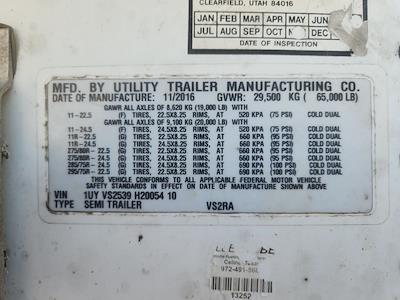 CLEARFIELD, UTAH 84016
JAN FEB MAR APR MAY JUN
JUL AUG SEP OCT DEC
DATE OF INSPECTION
MFD. BY UTILITY TRAILER MANUFACTURING CO.
DATE OF MANUFACTURE: 11/2016 GVWR: 29,500 KG ( 65,000 LB)
GAWR ALL AXLES OF 8,620 KG (19,000 LB) WITH
11-22.5 (F) TIRES, 22.5X8.25 RIMS, AT 520 KPA (75 PSI) COLD DUAL
GAWR ALL AXLES OF 9,100 KG (20,000 LB) WITH
11-24.5 (F) TIRES, 24.5X8.25 RIMS, AT 520 KPA (75 PSI) COLD DUAL
11R-22.5 (G) TIRES, 22.5X8.25 RIMS, AT 660 KPA (95 PSI) COLD DUAL
11R-24.5 (G) TIRES, 24.5X8.25 RIMS, AT 660 KPA (95 PSI) COLD DUAL
275/80R-22.5 (G) TIRES, 22.5X8.25 RIMS, AT 660 KPA (95 PSI) COLD DUAL
275/80R-24.5 (G) TIRES, 24.5X8.25 RIMS, AT 660 KPA (95 PSI) COLD DUAL
285/75R-24.5 (G) TIRES, 24.5X8.25 RIMS, AT 690 KPA (100 PSI) COLD DUAL
295/75R-22.5 (G) TIRES, 22.5X8.25 RIMS, AT 690 KPA (100 PSI) COLD DUAL
THIS VEHICLE CONFORMS TO ALL APPLICABLE FEDERAL MOTOR VEHICLE
SAFETY STANDARDS IN EFFECT ON DATE OF MANUFACTURE SHOWN ABOVE.
VIN 1UY VS2539 H20054 10
TYPE SEMI TRAILER VS2RA
13252